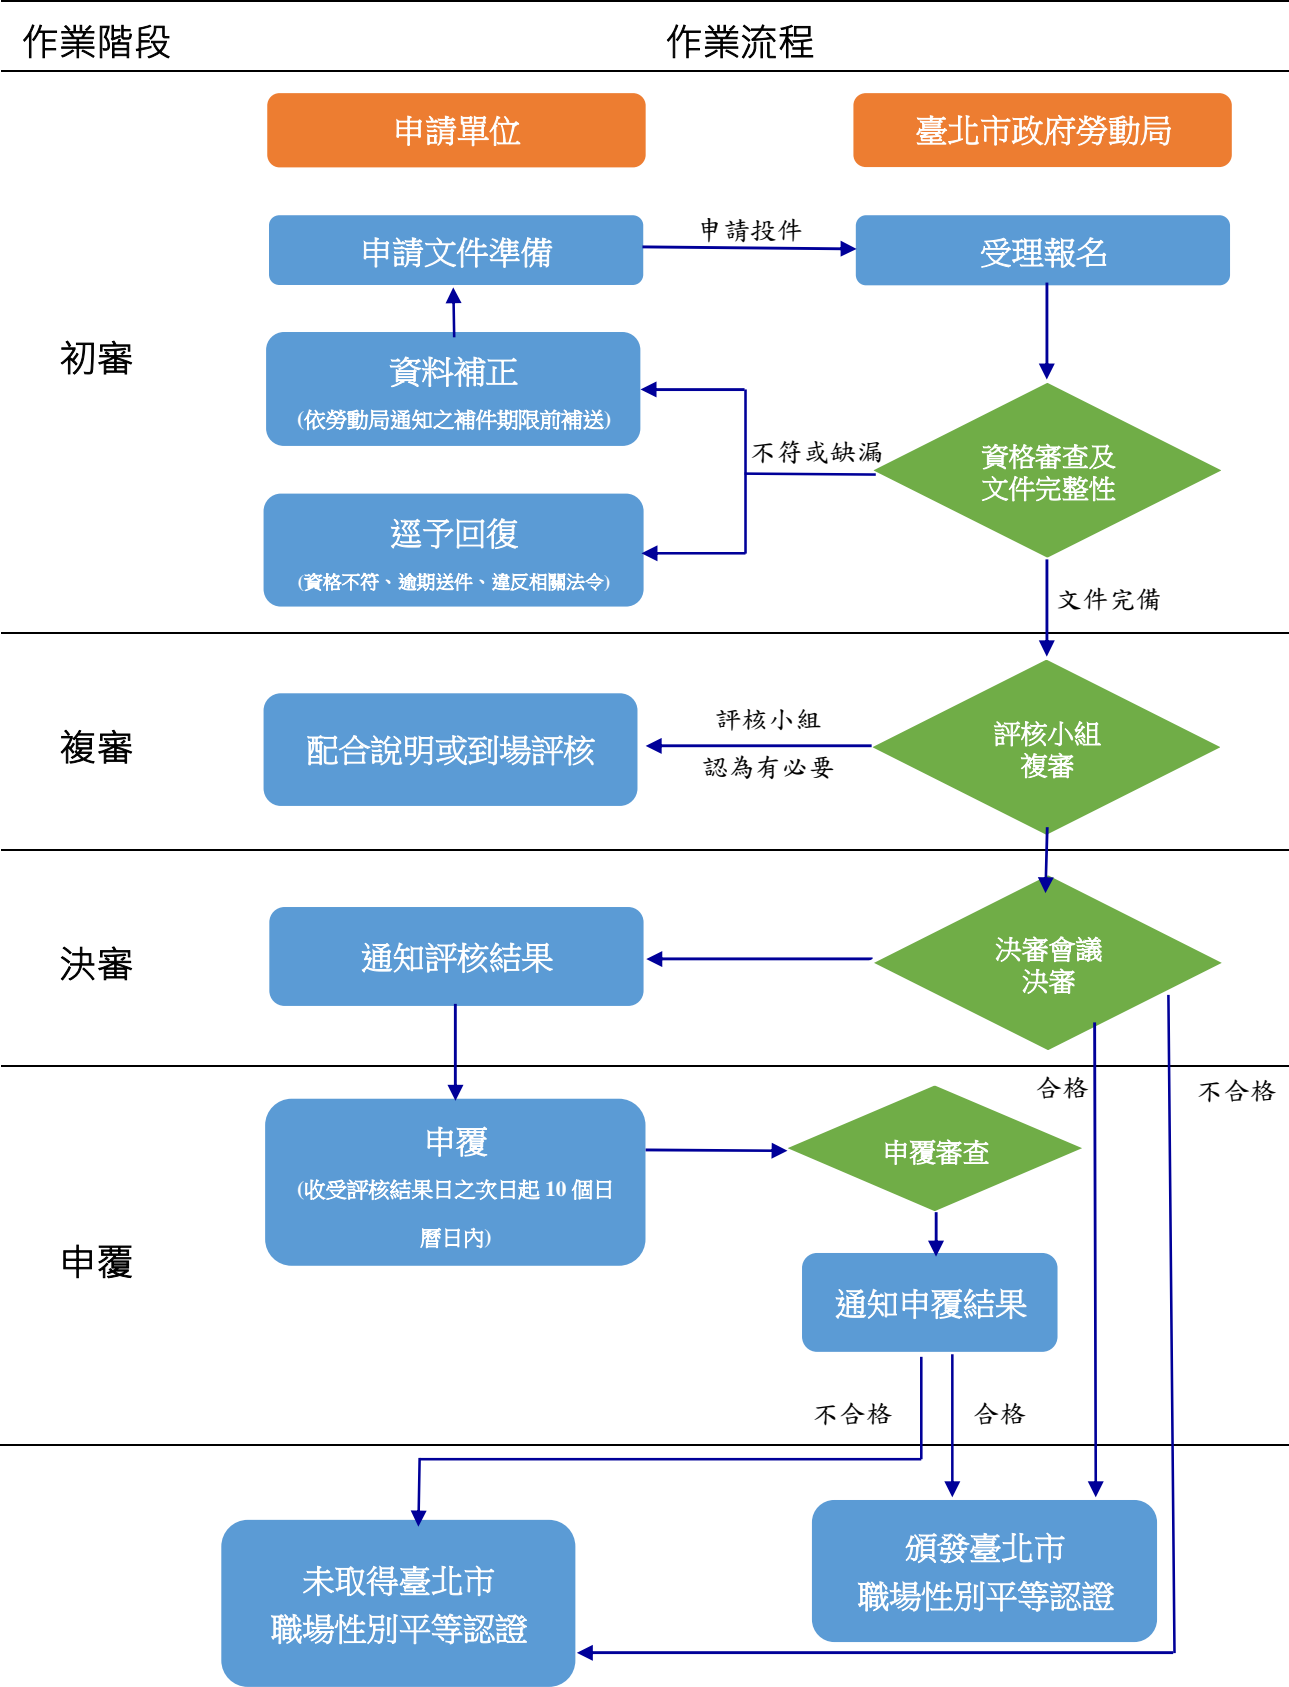 作業階段
作業流程
申請單位
臺北市政府勞動局
初審
申請文件準備
申請投件
受理報名
資料補正
(依勞動局通知之補件期限前補送)
不符或缺漏
資格審查及
文件完整性
逕予回復
(資格不符、逾期送件、違反相關法令)
文件完備
複審
配合說明或到場評核
評核小組
認為有必要
評核小組
複審
決審
通知評核結果
決審會議
決審
合格
不合格
申覆
申覆
(收受評核結果日之次日起 10 個日
曆日內)
申覆審查
通知申覆結果
不合格
合格
未取得臺北市
職場性別平等認證
頒發臺北市
職場性別平等認證